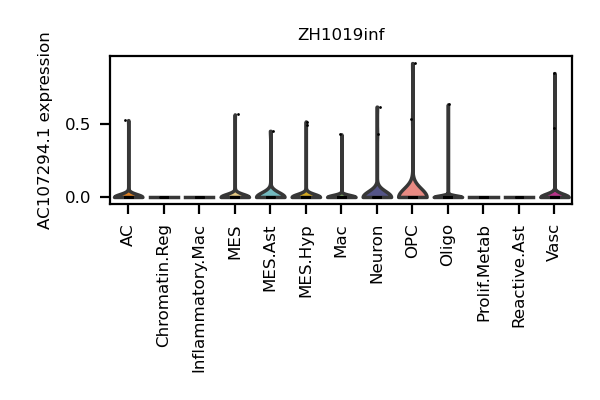 ZH1019inf
AC107294.1 expression
0.5
0.0
AC
Chromatin.Reg
Inflammatory.Mac
MES
MES.Ast
MES.Hyp
Mac
Neuron
OPC
Oligo
Prolif.Metab
Reactive.Ast
Vasc